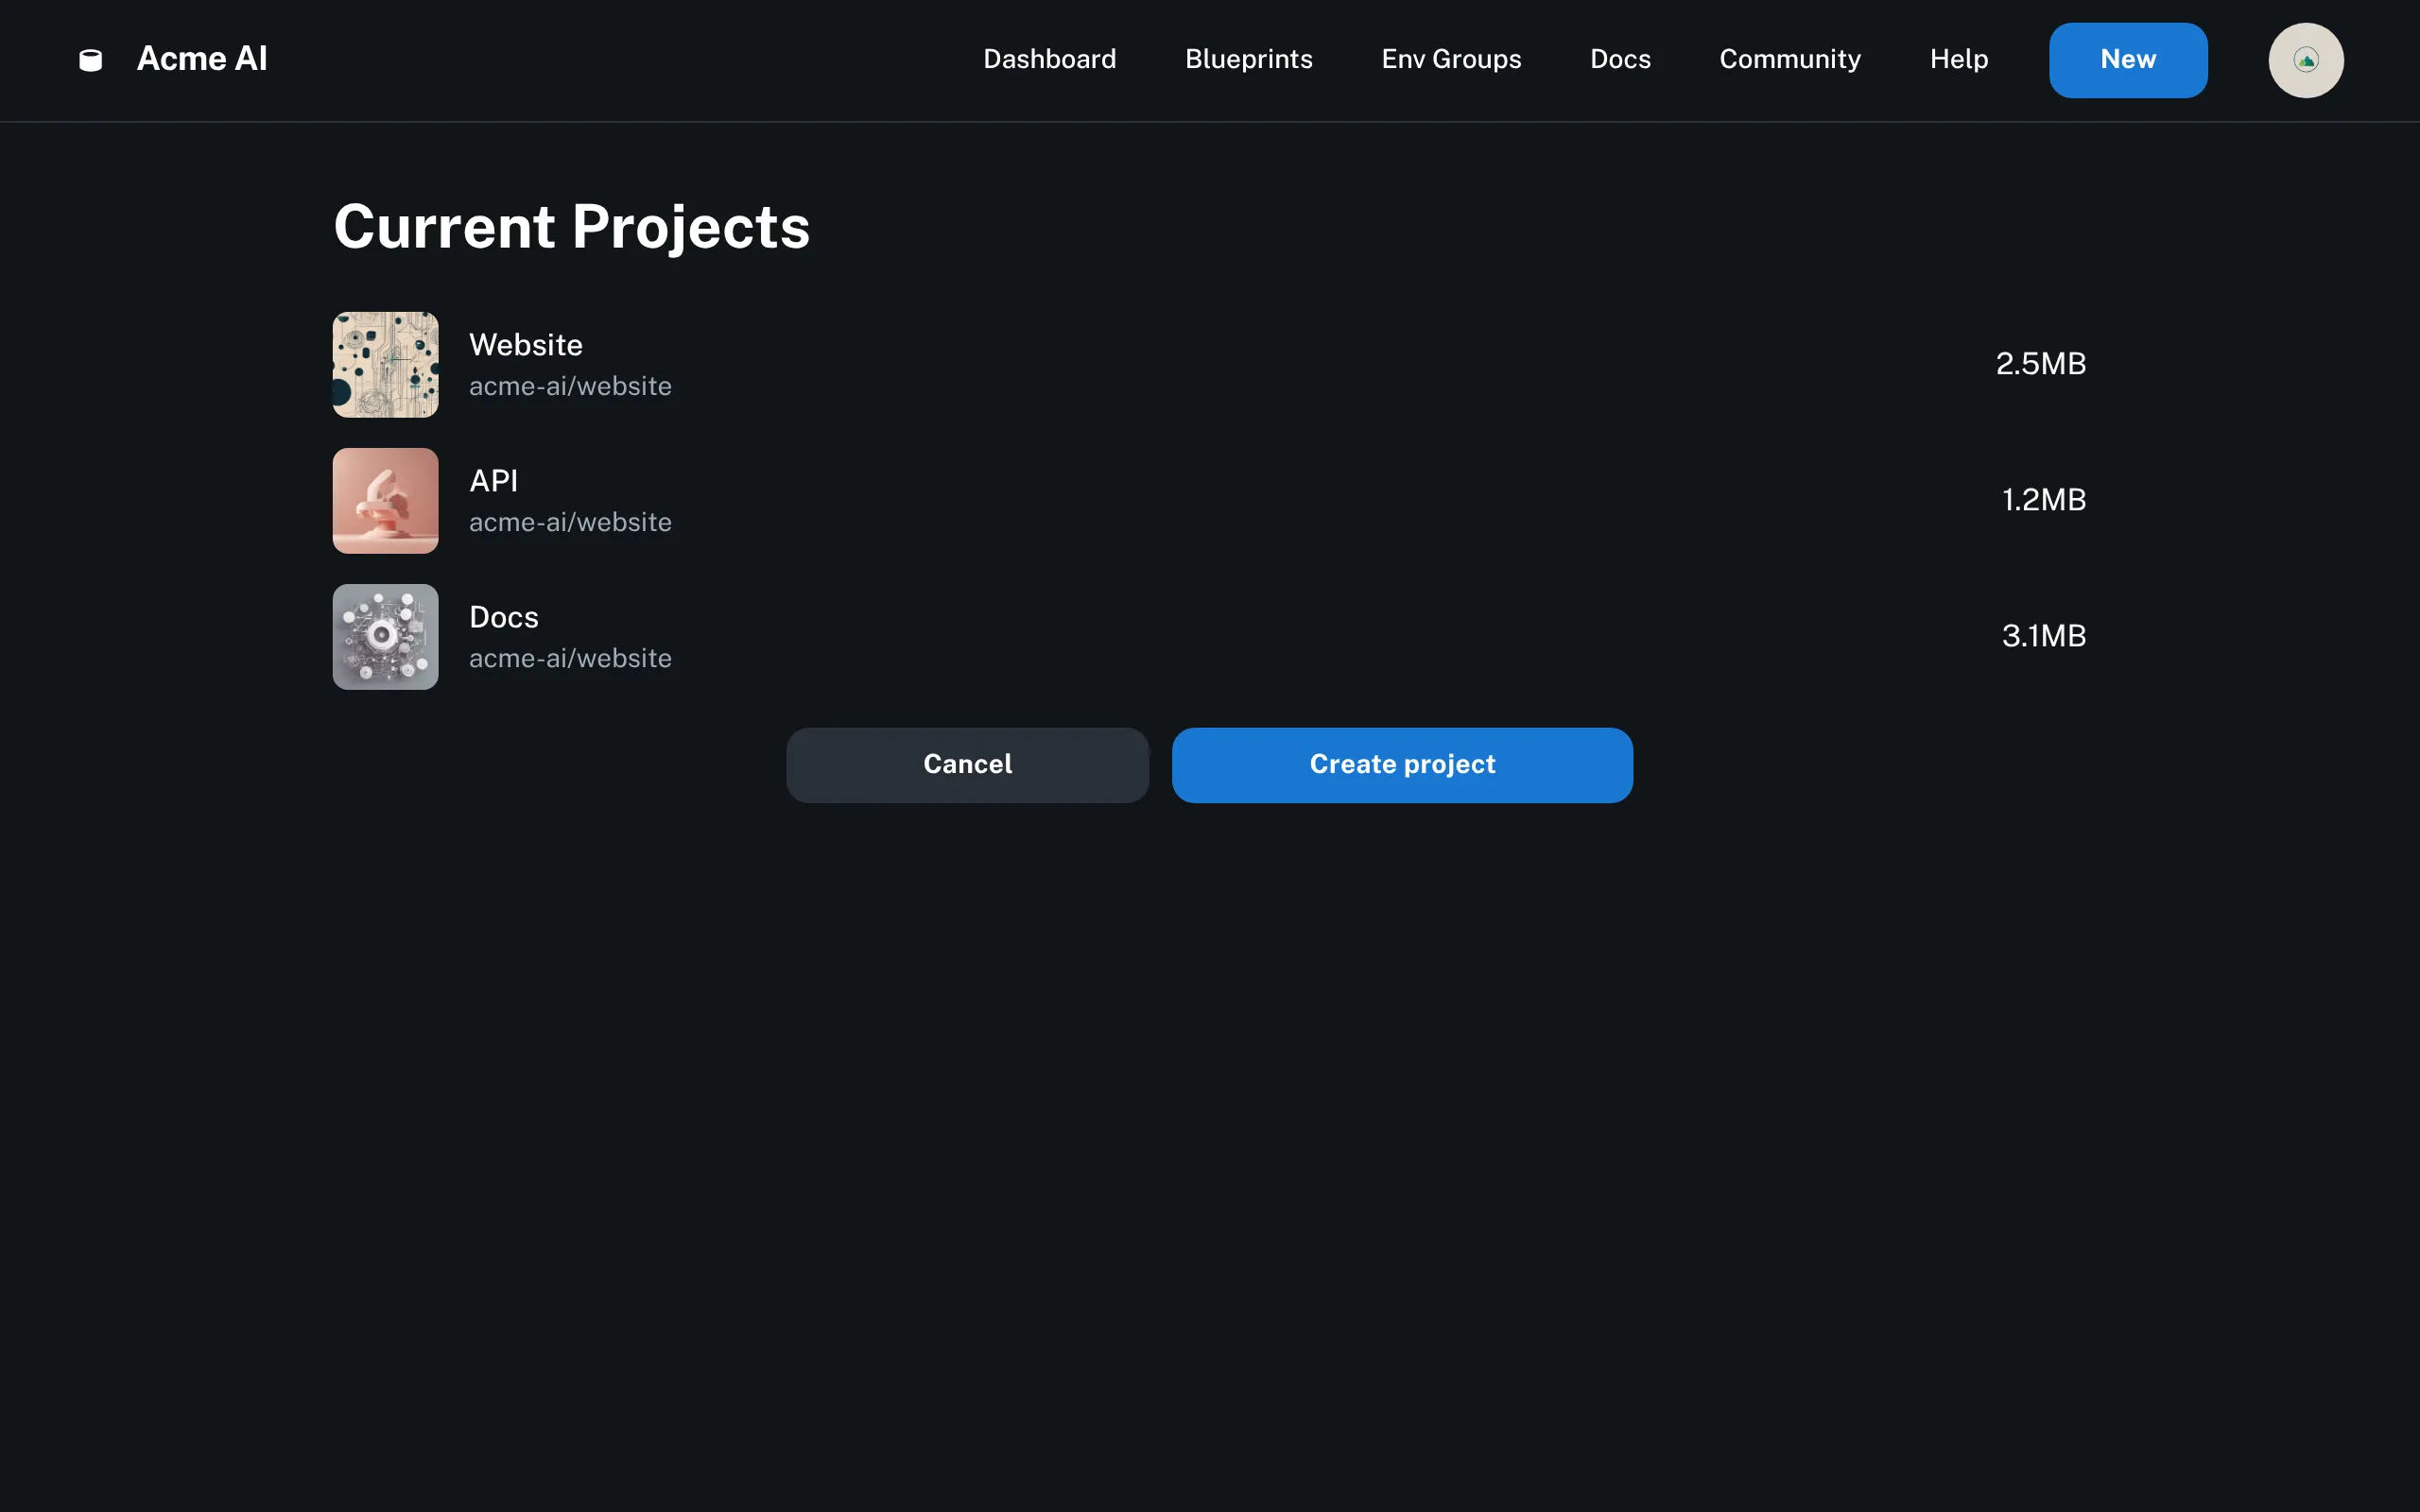 Acme AI
Dashboard
Blueprints
Env Groups
Docs
Community
Help
New
Current Projects
Website
acme-ai/website
2.5MB
API
acme-ai/website
1.2MB
Docs
acme-ai/website
3.1MB
Cancel
Create project